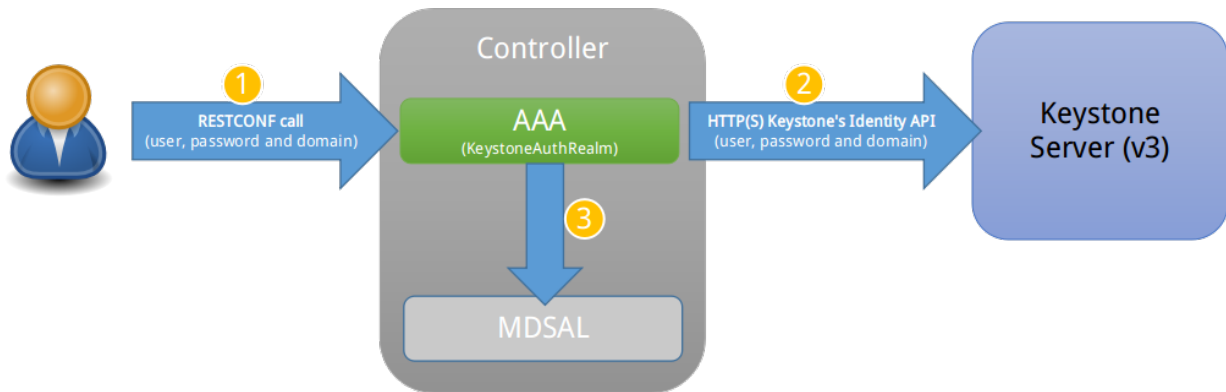 Controller
1
RESTCONF call
(user, password and domain)
AAA
(KeystoneAuthRealm)
2
HTTP(S) Keystone's Identity API
(user, password and domain)
Keystone
Server (v3)
3
MDSAL